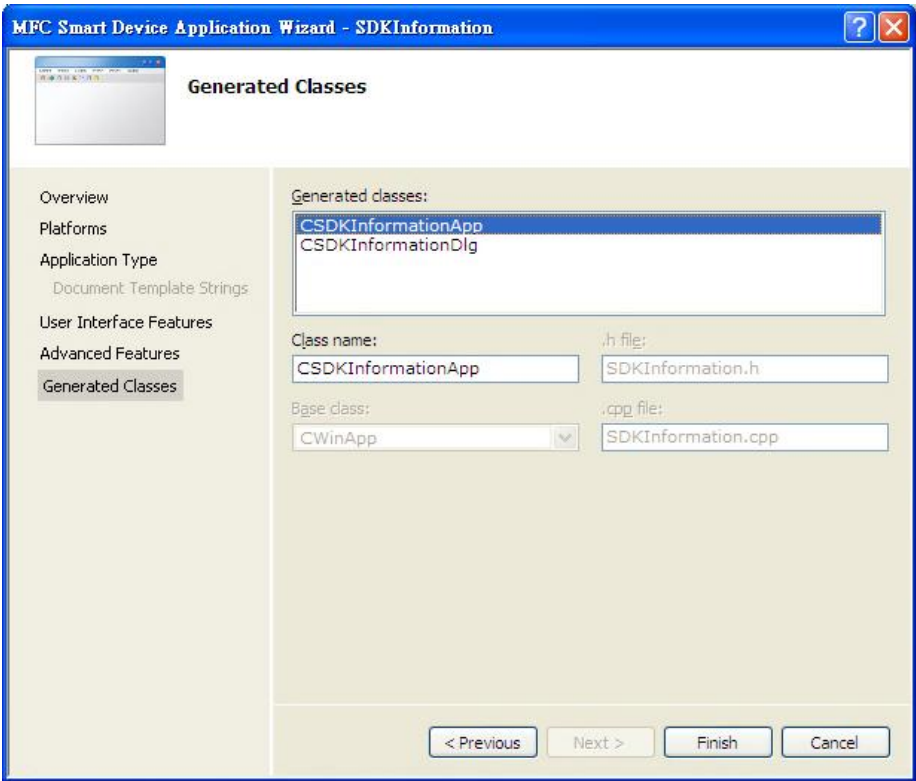 MFC Smart Device Application Wizard - SDKInformation
Generated Classes
Overview
Platforms
Application Type
Document Template Strings
User Interface Features
Advanced Features
Generated Classes
Generated classes:
CSDKInformationApp
CSDKInformationDlg
Class name:
.h file:
CSDKInformationApp
SDKInformation.h
Base class:
.cpp file:
CWinApp
SDKInformation.cpp
< Previous
Next >
Finish
Cancel